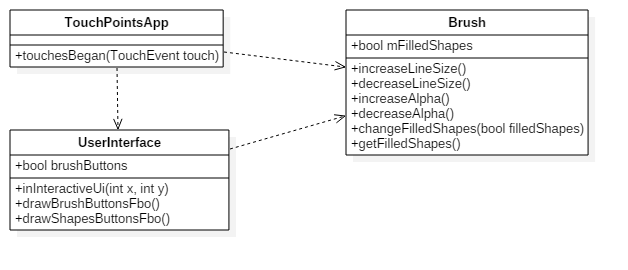 TouchPointsApp
+touchesBegan(TouchEvent touch)
UserInterface
+bool brushButtons
+inInteractiveUi(int x, int y)
+drawBrushButtonsFbo()
+drawShapesButtonsFbo()
Brush
+bool mFilledShapes
+increaseLineSize()
+decreaseLineSize()
+increaseAlpha()
+decreaseAlpha()
+changeFilledShapes(bool filledShapes)
+getFilledShapes()